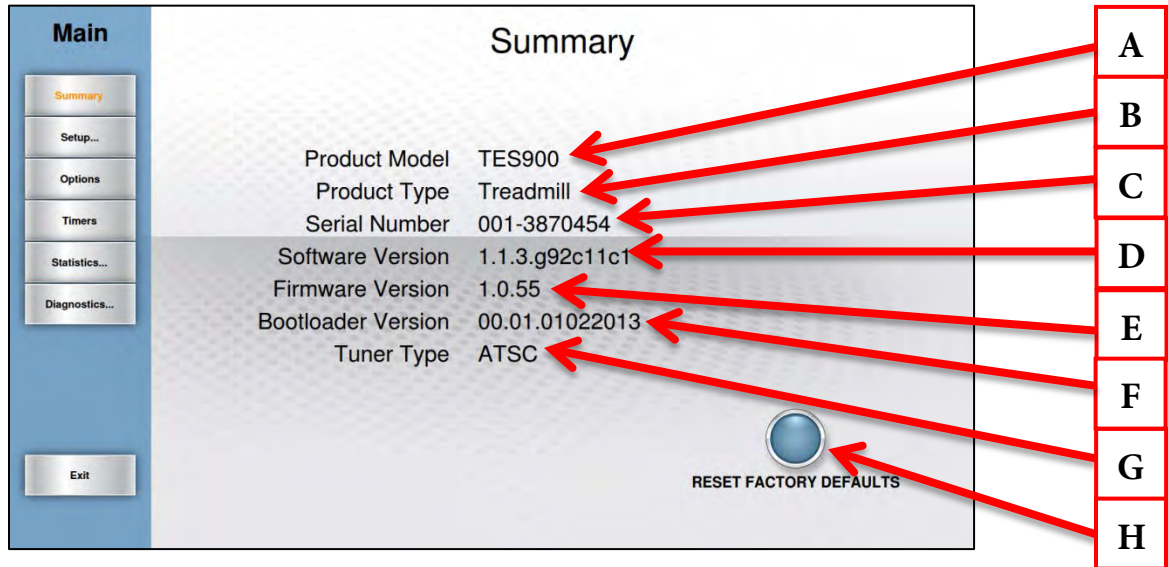 Main
Summary
Setup...
Options
Timers
Statistics...
Diagnostics...
Exit
Summary
Product Model TES900
Product Type Treadmill
Serial Number 001-3870454
Software Version 1.1.3.g92c11c1
Firmware Version 1.0.55
Bootloader Version 00.01.01022013
Tuner Type ATSC
RESET FACTORY DEFAULTS
A
B
C
D
E
F
G
H